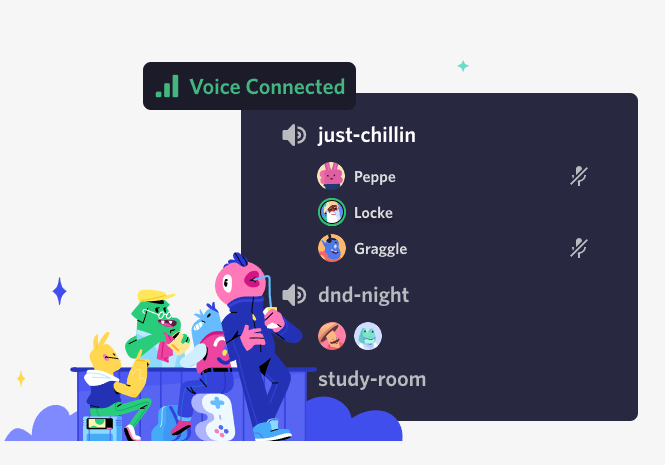 Voice Connected
just-chillin
Peppe
Locke
Graggle
dnd-night
study-room